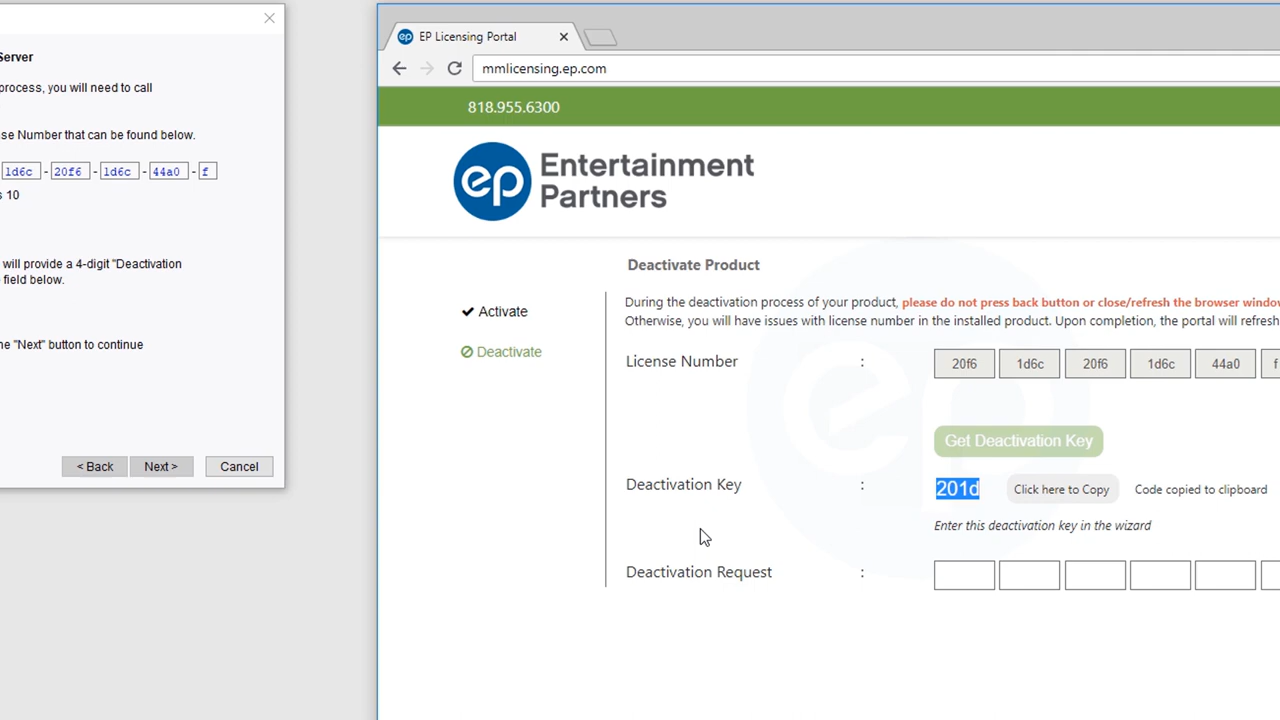 Server
process, you will need to call
se Number that can be found below.
1d6c - 20f6 - 1d6c - 44a0 - f
s 10
will provide a 4-digit "Deactivation
field below.
he "Next" button to continue
< Back Next > Cancel
EP Licensing Portal
mmlicensing.ep.com
818.955.6300
ep Entertainment
Partners
Deactivate Product
Activate
Deactivate
During the deactivation process of your product, please do not press back button or close/refresh the browser window
Otherwise, you will have issues with license number in the installed product. Upon completion, the portal will refresh
License Number : 20f6 1d6c 20f6 1d6c 44a0 f
Get Deactivation Key
Deactivation Key : 201d Click here to Copy Code copied to clipboard
Enter this deactivation key in the wizard
Deactivation Request :